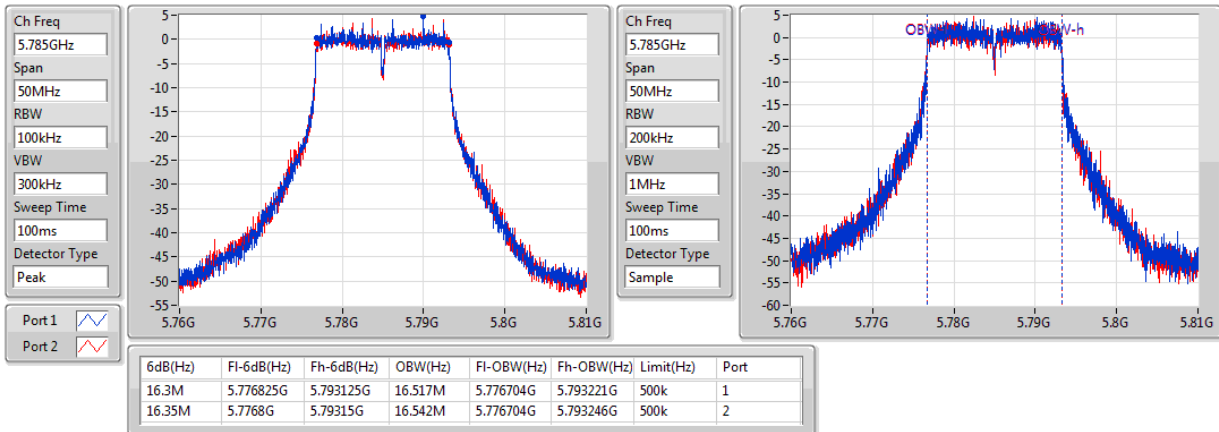 Ch Freq
5.785GHz
Span
50MHz
RBW
100kHz
VBW
300kHz
Sweep Time
100ms
Detector Type
Peak
Port 1
Port 2
5
0
-5
-10
-15
-20
-25
-30
-35
-40
-45
-50
-55
5.76G 5.77G 5.78G 5.79G 5.8G 5.81G
Ch Freq
5.785GHz
Span
50MHz
RBW
200kHz
VBW
1MHz
Sweep Time
100ms
Detector Type
Sample
5
0
-5
-10
-15
-20
-25
-30
-35
-40
-45
-50
-55
-60
5.76G 5.77G 5.78G 5.79G 5.8G 5.81G
6dB(Hz) Fl-6dB(Hz) Fh-6dB(Hz) OBW(Hz) Fl-OBW(Hz) Fh-OBW(Hz) Limit(Hz) Port
16.3M 5.776825G 5.793125G 16.517M 5.776704G 5.793221G 500k 1
16.35M 5.7768G 5.79315G 16.542M 5.776704G 5.793246G 500k 2